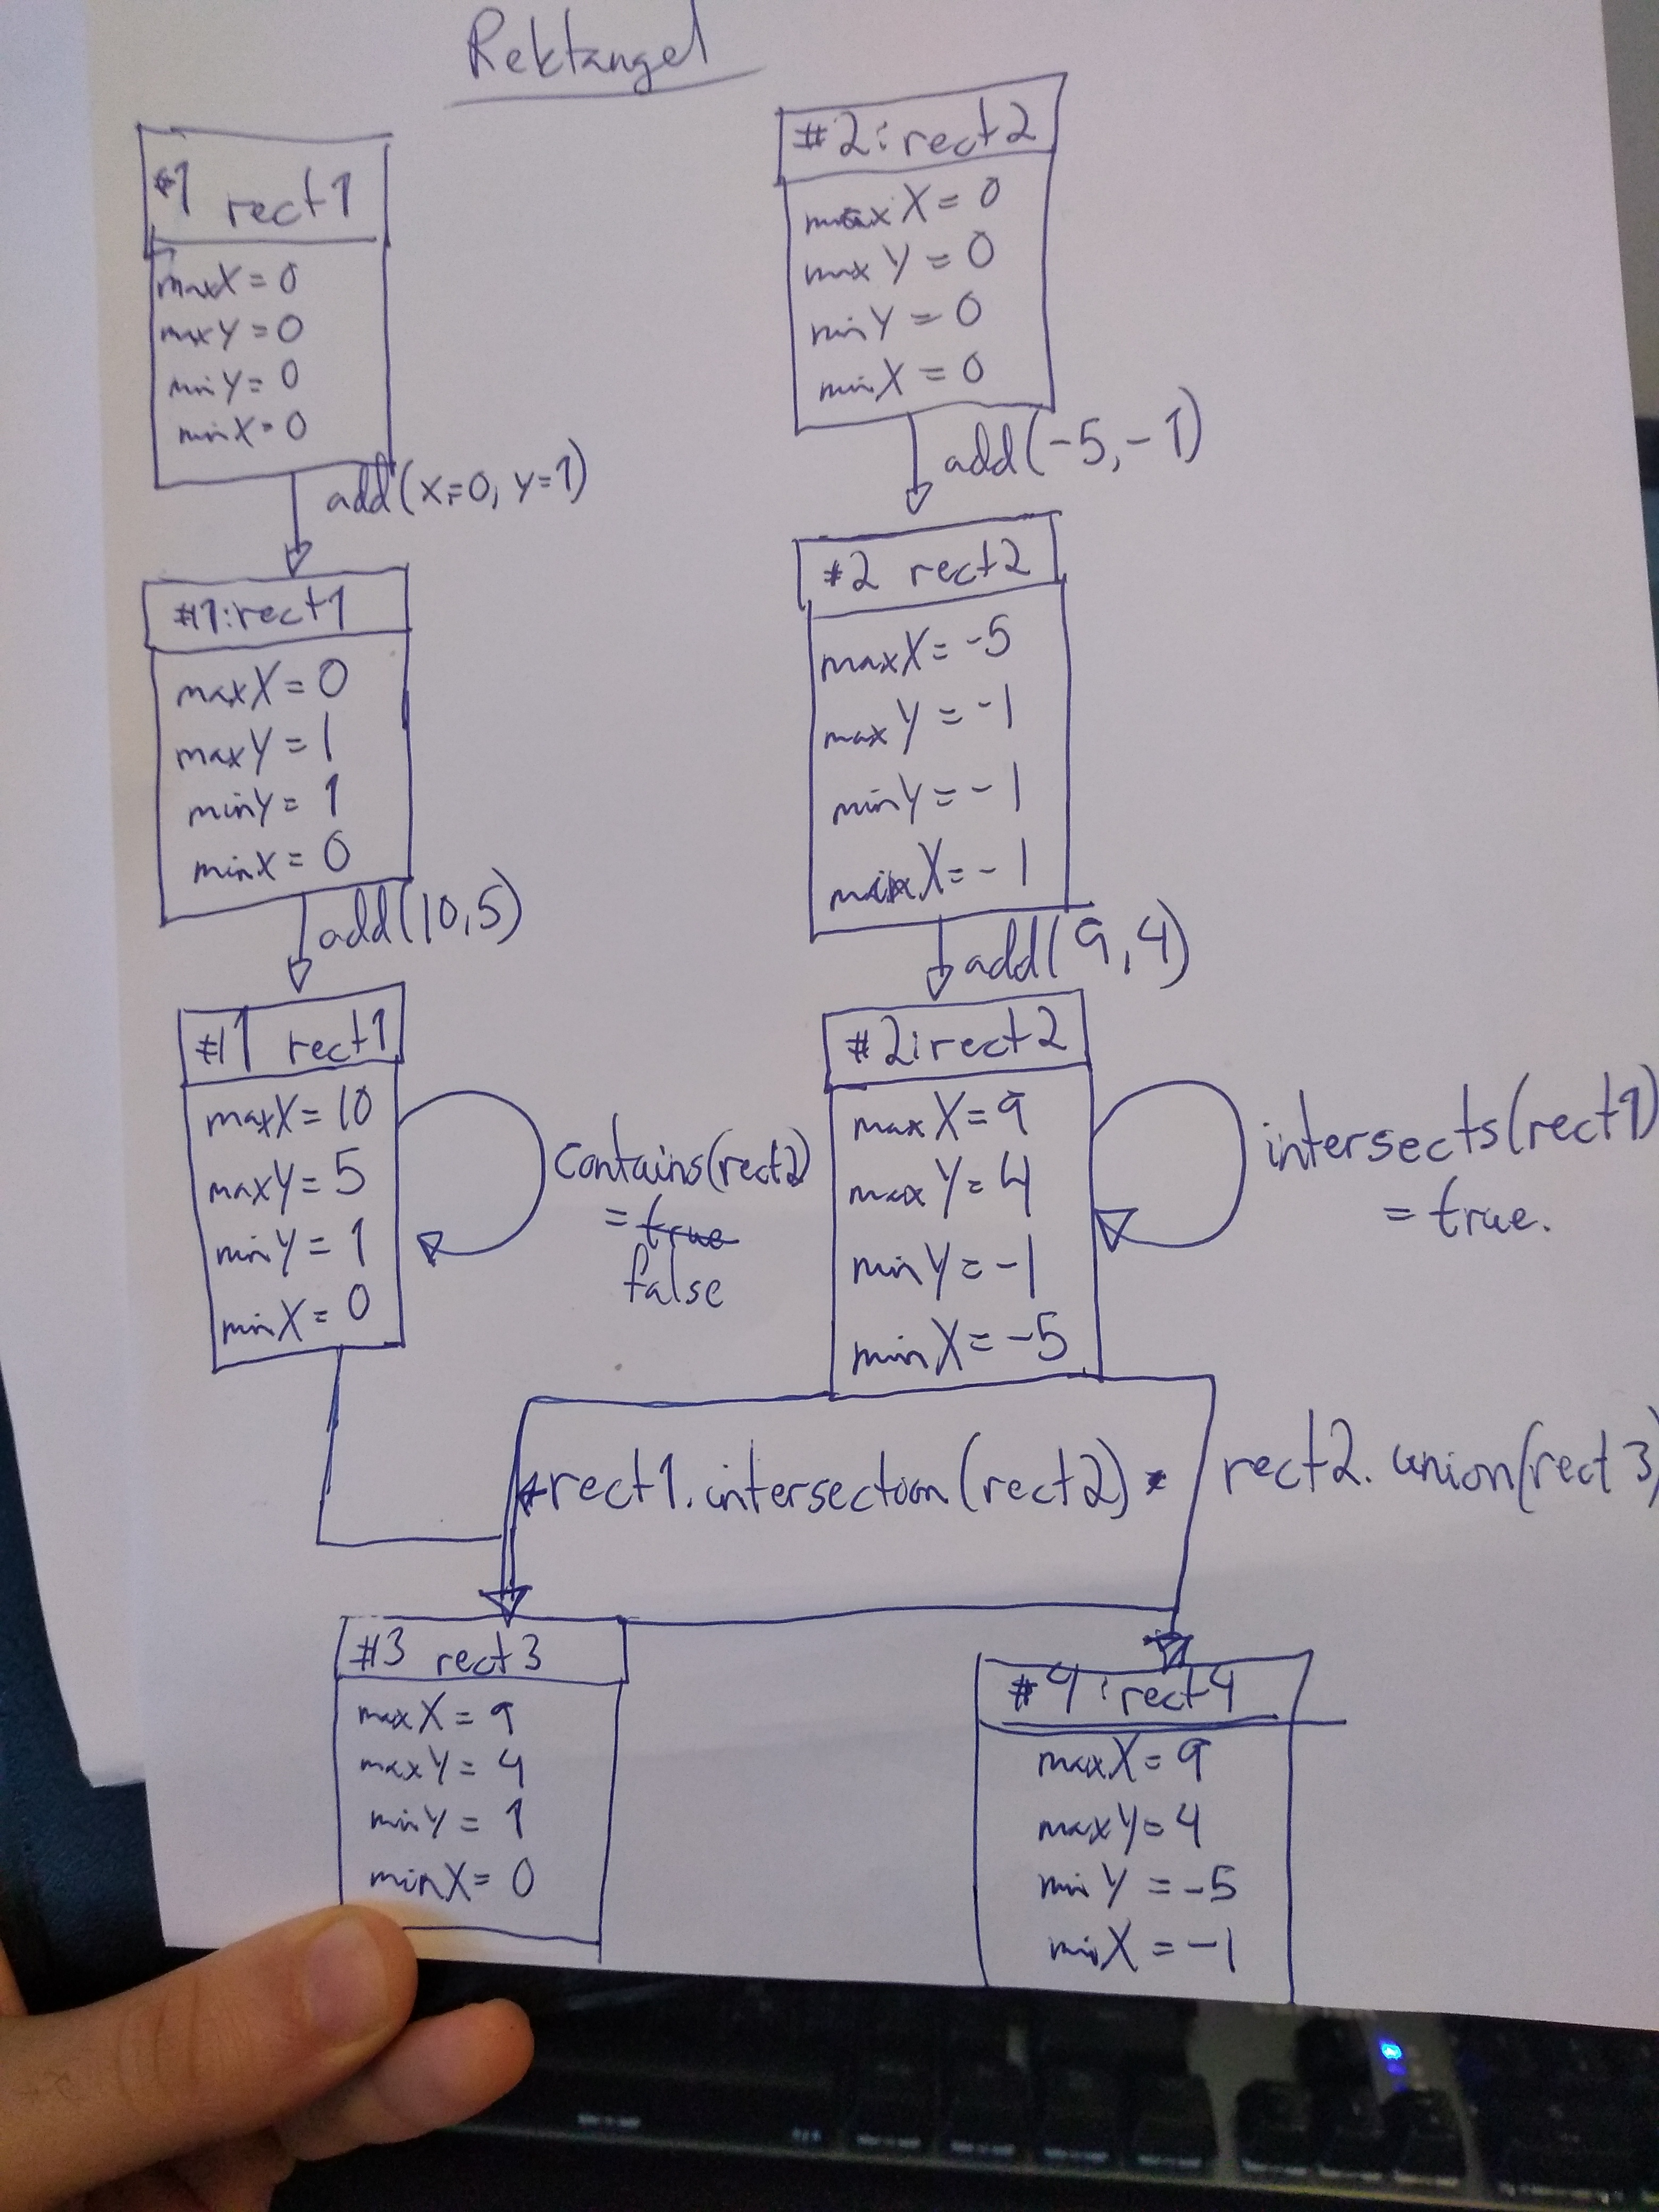 Rektangel
#1 rect1
maxX = 0
maxY = 0
minY = 0
minX = 0
add(x=0, y=1)
#1:rect1
maxX = 0
maxY = 1
minY = 1
minX = 0
add(10,5)
#1 rect1
maxX = 10
maxY = 5
minY = 1
minX = 0
contains(rect2)
= true
false
#2: rect2
maxX = 0
maxY = 0
minY = 0
minX = 0
add(-5,-1)
#2 rect2
maxX = -5
maxY = -1
minY = -1
X = -1
add(9,4)
#2: rect2
maxX = 9
maxY = 4
minY = -1
minX = -5
intersects(rect1)
= true.
rect1.intersection(rect2)
rect2.union(rect3)
#3 rect3
maxX = 9
maxY = 4
minY = 1
minX = 0
#4: rect4
maxX = 9
maxY = 4
minY = -5
minX = -1